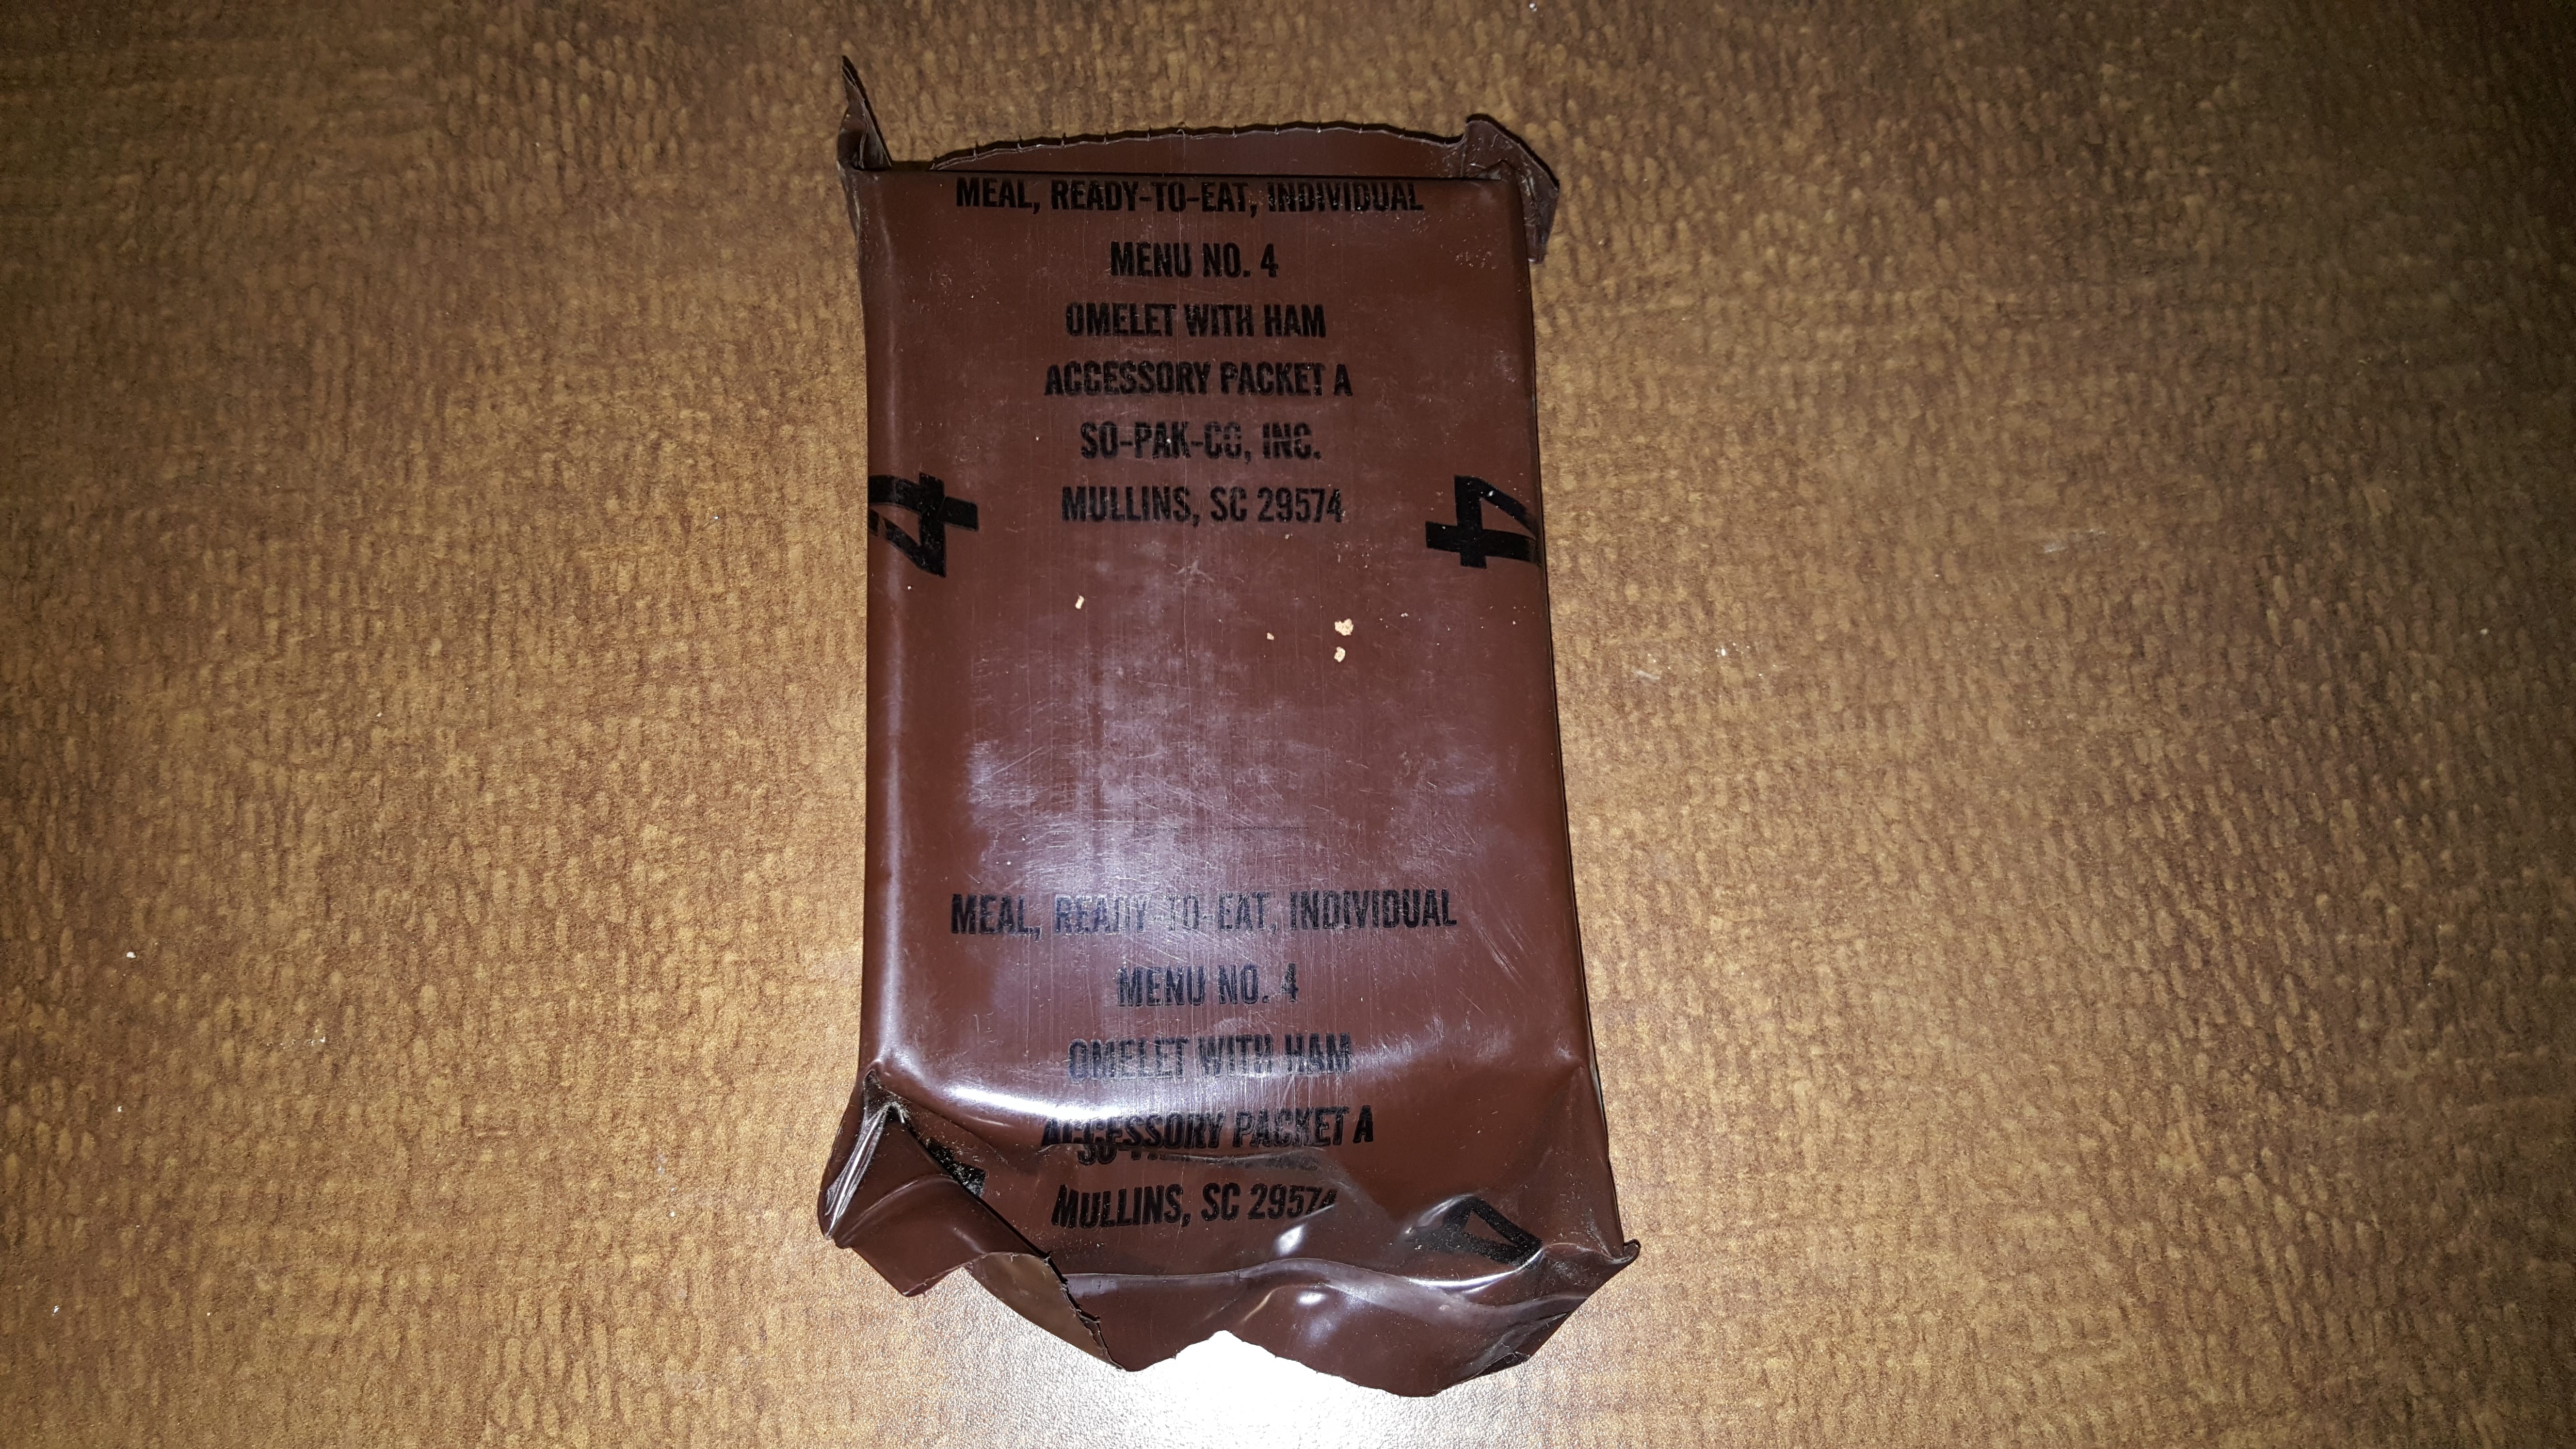 MEAL, READY-TO-EAT, INDIVIDUAL
MENU NO. 4
OMELET WITH HAM
ACCESSORY PACKET A
SO-PAK-CO, INC.
MULLINS, SC 29574
4
4
MEAL, READY-TO-EAT, INDIVIDUAL
MENU NO. 4
OMELET WITH HAM
ACCESSORY PACKET A
MULLINS, SC 29574
4